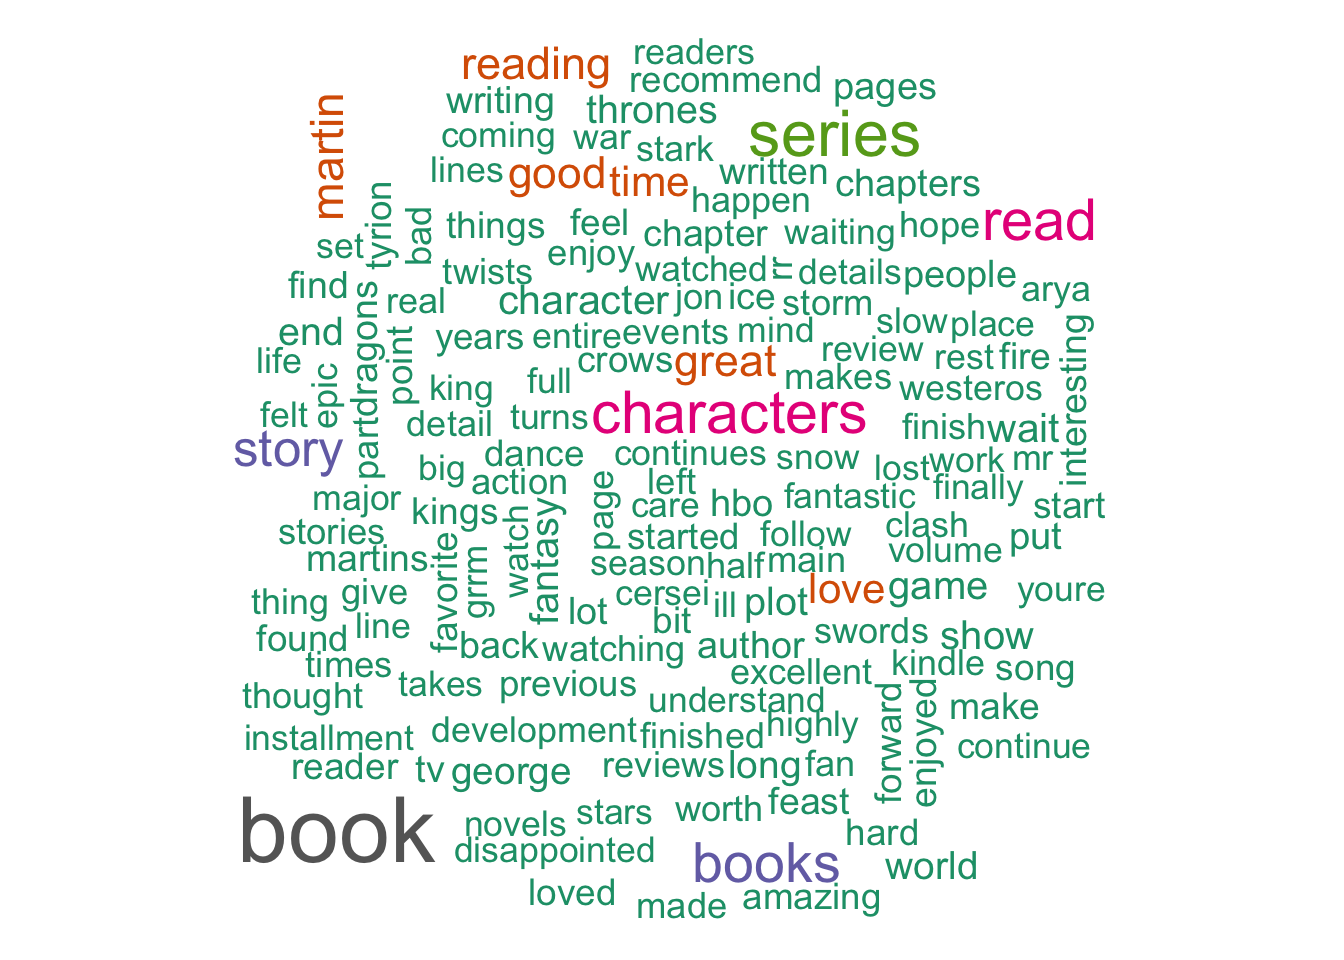 readers
reading
recommend
pages
writing
thrones
martin
series
coming
war
stark
lines
good
time
written
chapters
happen
read
tyrion
bad
things
feel
chapter
waiting
hope
set
enjoy
twists
watched
rr
details
people
find
real
character
jon
ice
storm
arya
dragons
end
point
years
entire
events
mind
slow
place
interesting
life
crows
great
review
rest
fire
epic
king
full
makes
westeros
felt
part
detail
turns
characters
finish
wait
story
big
dance
continues
snow
lost
work
mr
action
left
major
kings
page
care
hbo
fantastic
finally
start
stories
watch
fantasy
started
follow
clash
put
martins
favorite
grrm
season
half
main
volume
thing
give
lot
cersei
ill
plot
love
game
youre
found
line
bit
back
watching
author
swords
show
times
excellent
kindle
song
thought
takes
previous
understand
forward
enjoyed
make
installment
development
finished
highly
continue
reader
tv
george
reviews
long
fan
book
novels
stars
worth
feast
disappointed
books
hard
world
loved
made
amazing